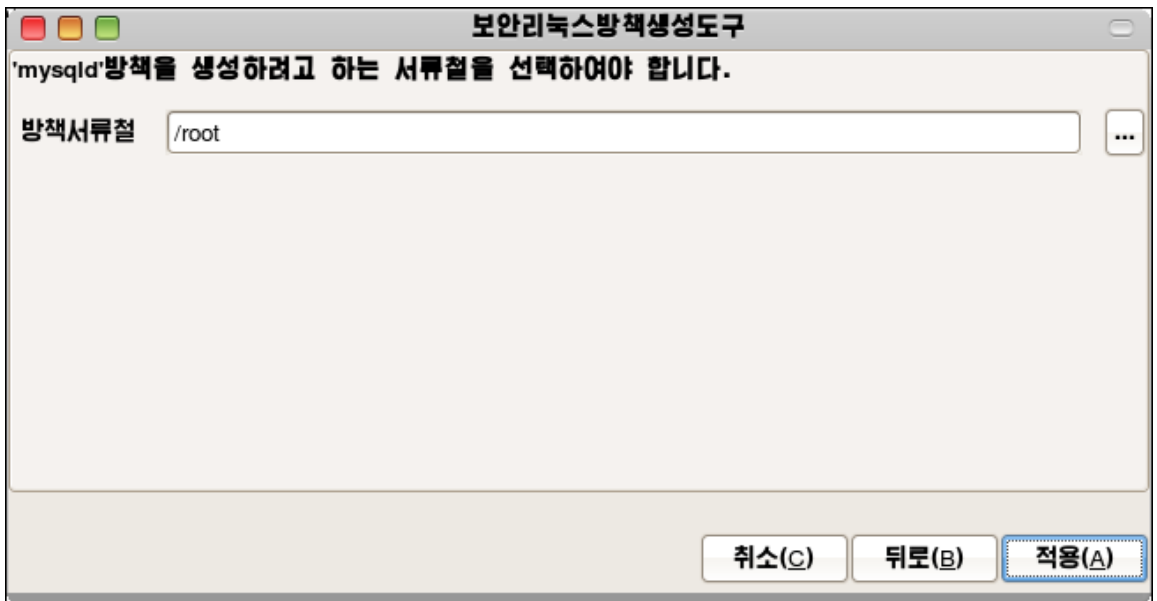 보안리눅스방책생성도구
'mysqld'방책을 생성하려고 하는 서류철을 선택하여야 합니다.
방책서류철 /root ...
취소(C) 뒤로(B) 적용(A)